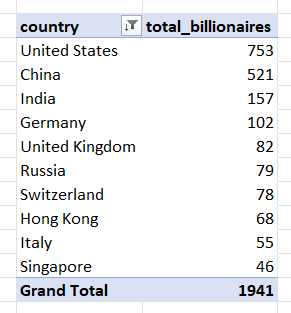 country total_billionaires
United States 753
China 521
India 157
Germany 102
United Kingdom 82
Russia 79
Switzerland 78
Hong Kong 68
Italy 55
Singapore 46
Grand Total 1941